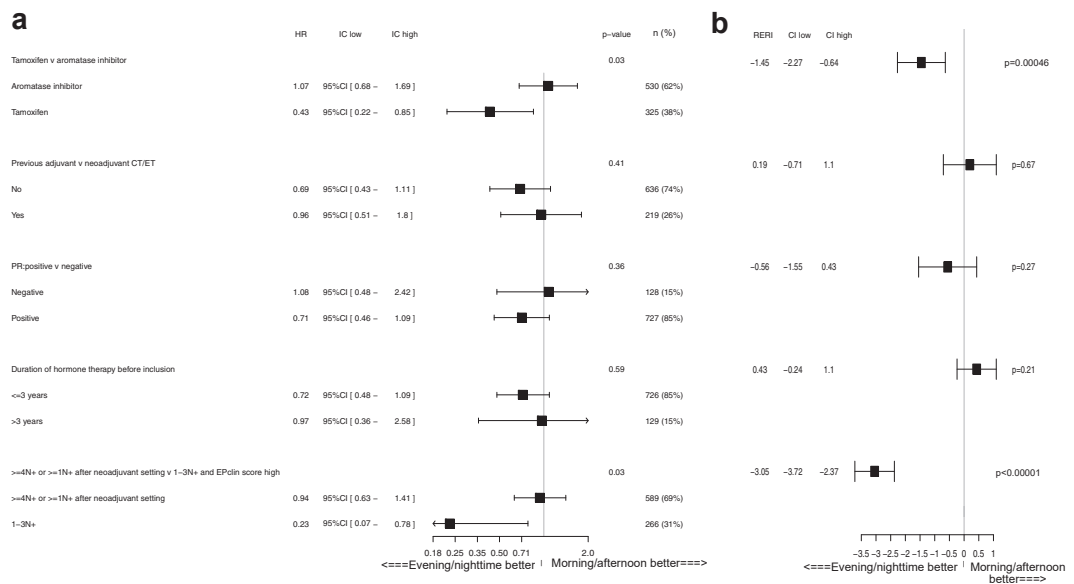 a
HR IC low IC high p−value n (%)
Tamoxifen v aromatase inhibitor 0.03
Aromatase inhibitor 1.07 95%CI [ 0.68 − 1.69 ] 530 (62%)
Tamoxifen 0.43 95%CI [ 0.22 − 0.85 ] 325 (38%)
Previous adjuvant v neoadjuvant CT/ET 0.41
No 0.69 95%CI [ 0.43 − 1.11 ] 636 (74%)
Yes 0.96 95%CI [ 0.51 − 1.8 ] 219 (26%)
PR:positive v negative 0.36
Negative 1.08 95%CI [ 0.48 − 2.42 ] 128 (15%)
Positive 0.71 95%CI [ 0.46 − 1.09 ] 727 (85%)
Duration of hormone therapy before inclusion 0.59
<=3 years 0.72 95%CI [ 0.48 − 1.09 ] 726 (85%)
>3 years 0.97 95%CI [ 0.36 − 2.58 ] 129 (15%)
>=4N+ or >=1N+ after neoadjuvant setting v 1−3N+ and EPclin score high 0.03
>=4N+ or >=1N+ after neoadjuvant setting 0.94 95%CI [ 0.63 − 1.41 ] 589 (69%)
1−3N+ 0.23 95%CI [ 0.07 − 0.78 ] 266 (31%)
0.18 0.25 0.35 0.50 0.71 2.0
<===Evening/nighttime better Morning/afternoon better===>
b
RERI CI low CI high
−1.45 −2.27 −0.64 p=0.00046
0.19 −0.71 1.1 p=0.67
−0.56 −1.55 0.43 p=0.27
0.43 −0.24 1.1 p=0.21
−3.05 −3.72 −2.37 p<0.00001
−3.5 −3 −2.5 −2 −1.5 −0.5 0 0.5 1
<===Evening/nighttime better Morning/afternoon
better===>